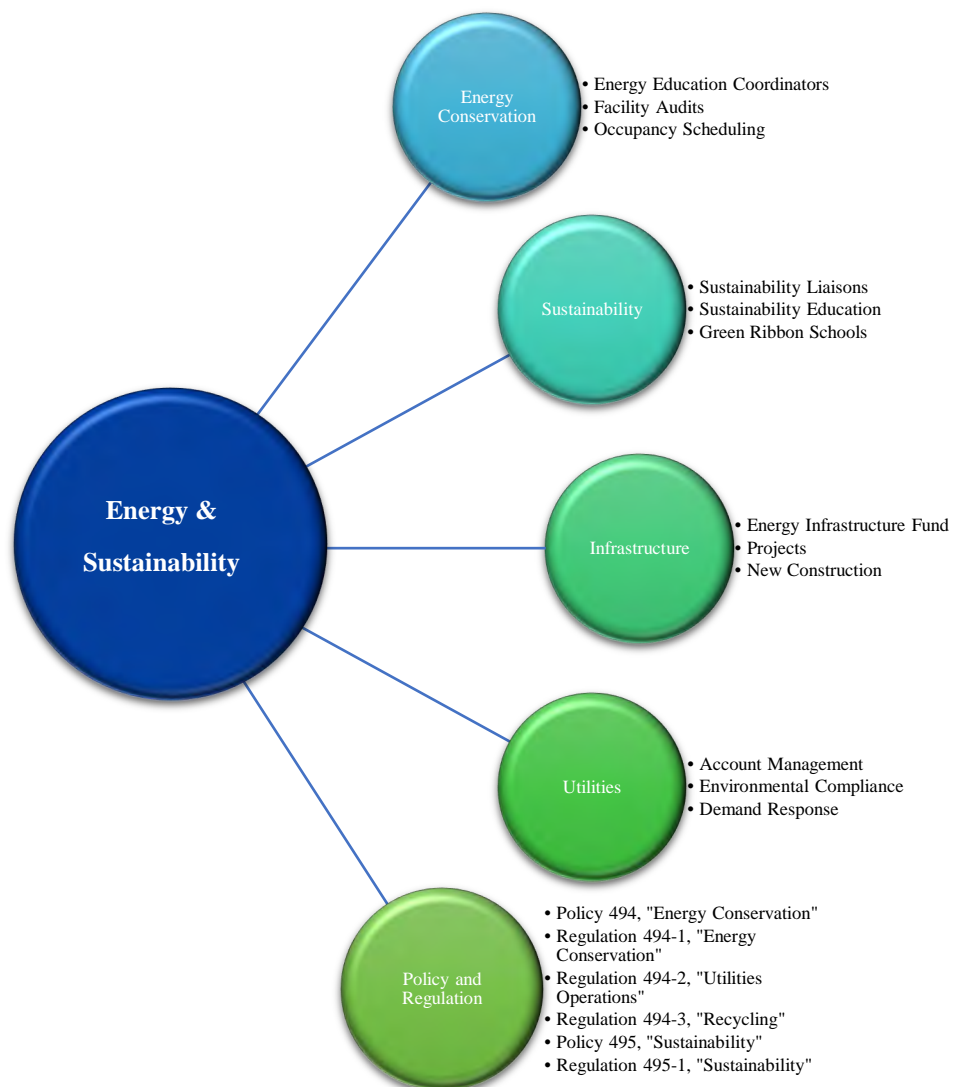 Energy
Conservation
• Energy Education Coordinators
• Facility Audits
• Occupancy Scheduling
Sustainability
• Sustainability Liaisons
• Sustainability Education
• Green Ribbon Schools
Energy &
Sustainability
Infrastructure
• Energy Infrastructure Fund
• Projects
• New Construction
Utilities
• Account Management
• Environmental Compliance
• Demand Response
Policy and
Regulation
• Policy 494, "Energy Conservation"
• Regulation 494-1, "Energy
Conservation"
• Regulation 494-2, "Utilities
Operations"
• Regulation 494-3, "Recycling"
• Policy 495, "Sustainability"
• Regulation 495-1, "Sustainability"